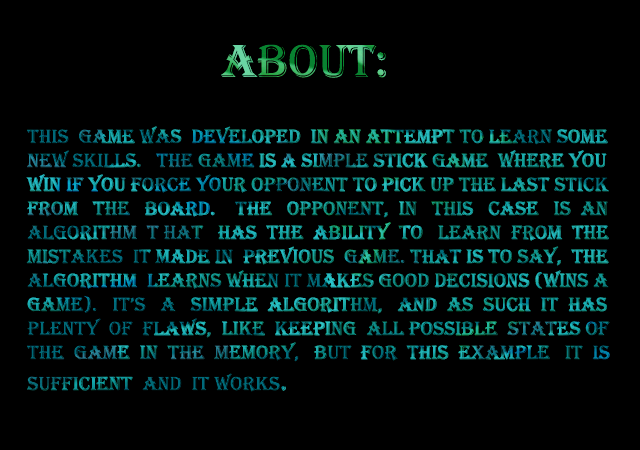 ABOUT:
THIS GAME WAS DEVELOPED IN AN ATTEMPT TO LEARN SOME
NEW SKILLS. THE GAME IS A SIMPLE STICK GAME WHERE YOU
WIN IF YOU FORCE YOUR OPPONENT TO PICK UP THE LAST STICK
FROM THE BOARD. THE OPPONENT, IN THIS CASE IS AN
ALGORITHM T HAT HAS THE ABILITY TO LEARN FROM THE
MISTAKES IT MADE IN PREVIOUS GAME. THAT IS TO SAY, THE
ALGORITHM LEARNS WHEN IT MAKES GOOD DECISIONS (WINS A
GAME). IT'S A SIMPLE ALGORITHM, AND AS SUCH IT HAS
PLENTY OF FLAWS, LIKE KEEPING ALL POSSIBLE STATES OF
THE GAME IN THE MEMORY, BUT FOR THIS EXAMPLE IT IS
SUFFICIENT AND IT WORKS.